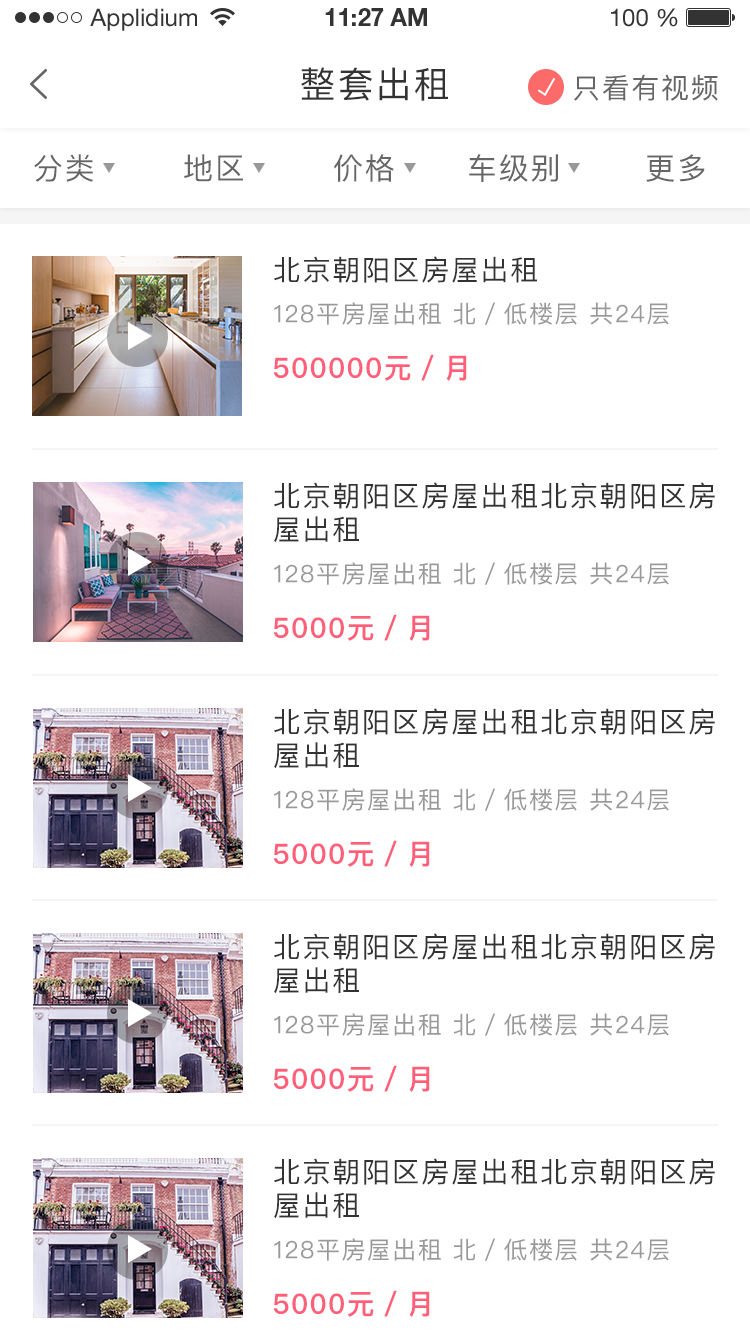 Applidium 11:27 AM 100 %
整套出租 只看有视频
分类 地区 价格 车级别 更多
北京朝阳区房屋出租
128平房屋出租 北 / 低楼层 共24层
500000元 / 月
北京朝阳区房屋出租北京朝阳区房
屋出租
128平房屋出租 北 / 低楼层 共24层
5000元 / 月
北京朝阳区房屋出租北京朝阳区房
屋出租
128平房屋出租 北 / 低楼层 共24层
5000元 / 月
北京朝阳区房屋出租北京朝阳区房
屋出租
128平房屋出租 北 / 低楼层 共24层
5000元 / 月
北京朝阳区房屋出租北京朝阳区房
屋出租
128平房屋出租 北 / 低楼层 共24层
5000元 / 月